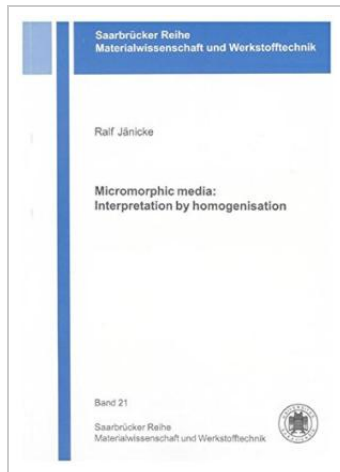 Saarbrücker Reihe
Materialwissenschaft und Werkstofftechnik
Ralf Jänicke
Micromorphic media:
Interpretation by homogenisation
Band 21
Saarbrücker Reihe
Materialwissenschaft und Werkstofftechnik